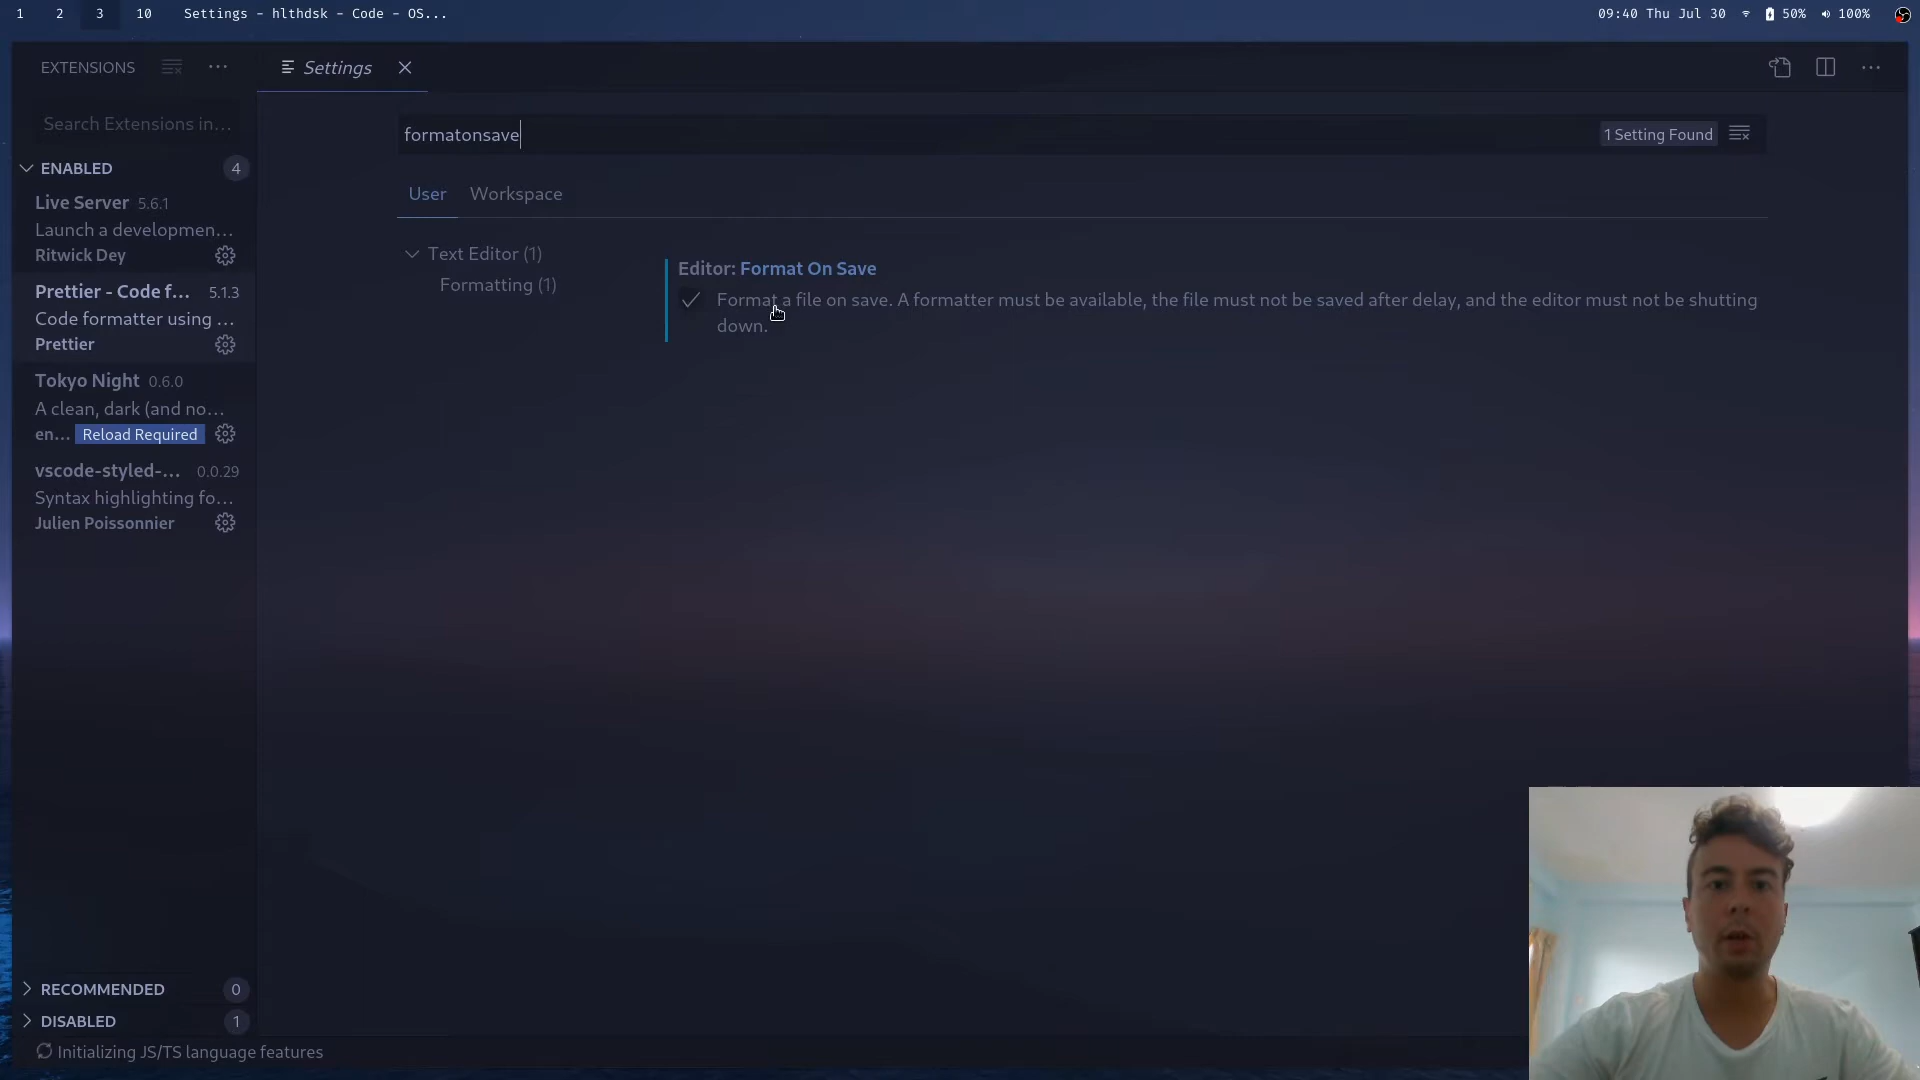 1 2 3 10 Settings - hlthdsk - Code - OS... 09:40 Thu Jul 30 50% 100%
EXTENSIONS ... Settings ...
Search Extensions in...
formatonsave
1 Setting Found
ENABLED 4
User Workspace
Live Server 5.6.1
Launch a developmen...
Ritwick Dey
Prettier - Code f... 5.1.3
Code formatter using ...
Prettier
Tokyo Night 0.6.0
A clean, dark (and no...
en... Reload Required
vscode-styled-... 0.0.29
Syntax highlighting fo...
Julien Poissonnier
Text Editor (1)
Formatting (1)
Editor: Format On Save
Format a file on save. A formatter must be available, the file must not be saved after delay, and the editor must not be shutting
down.
RECOMMENDED 0
DISABLED 1
Initializing JS/TS language features